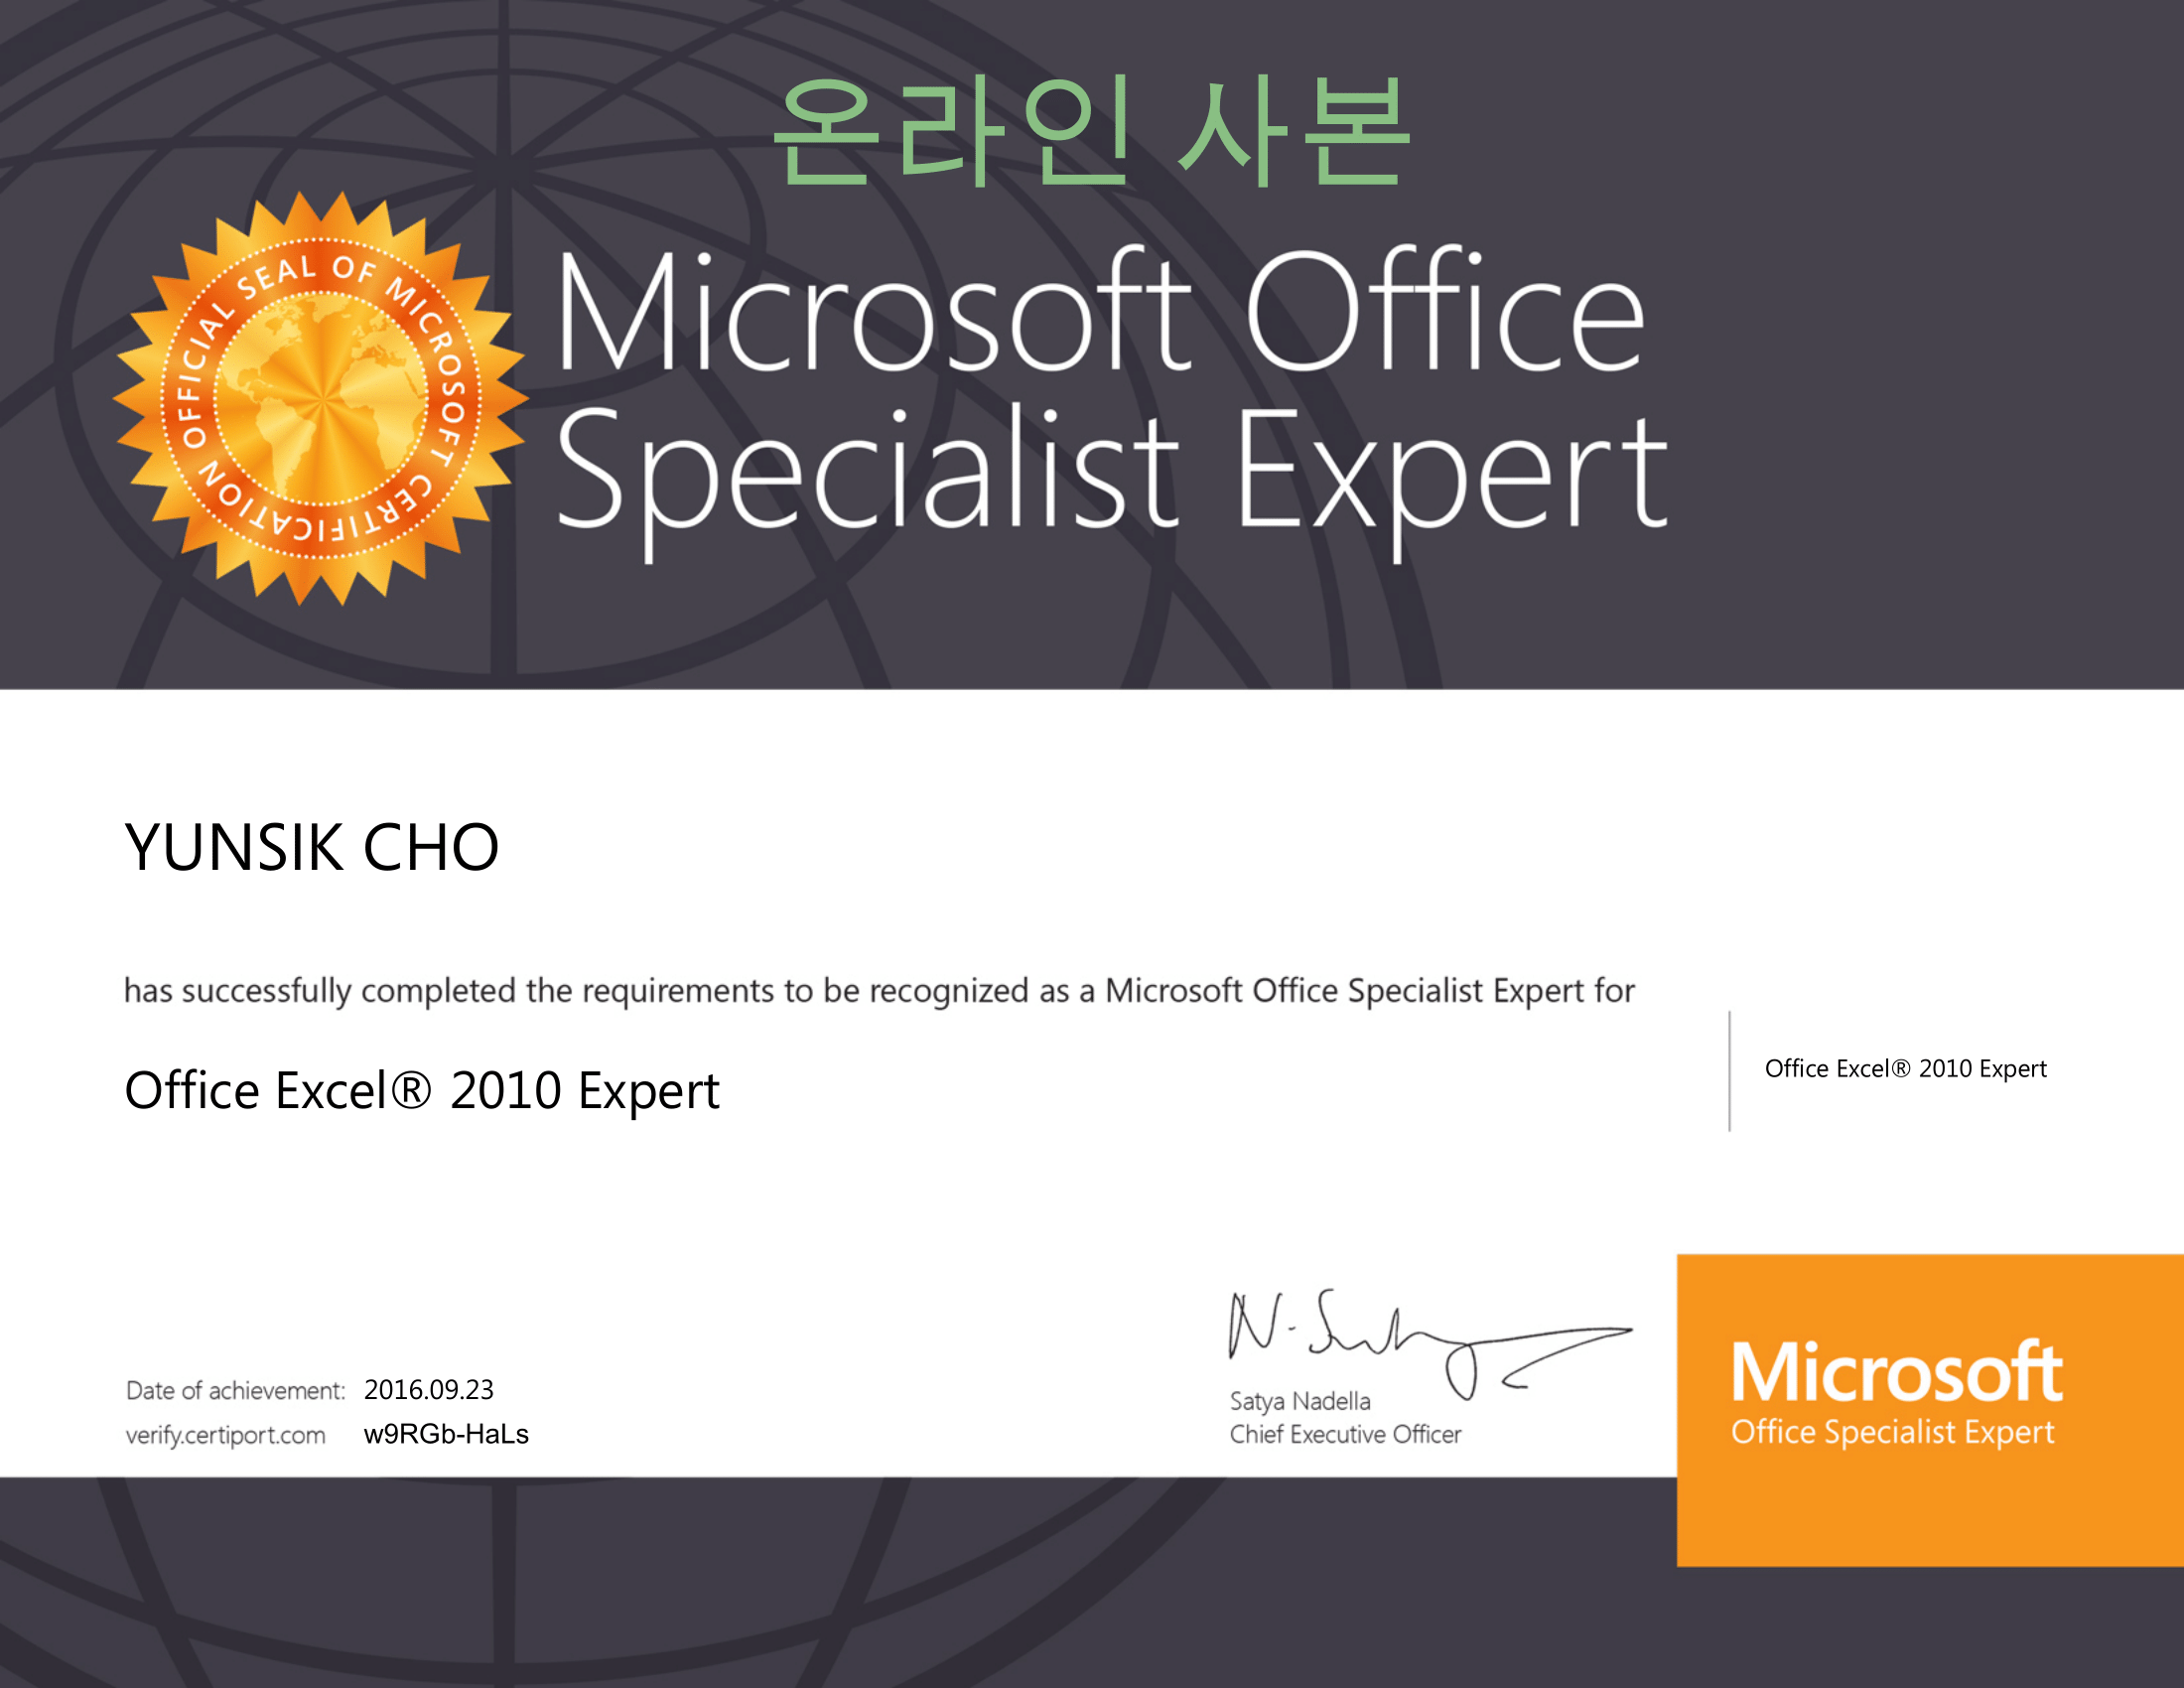 온라인 사본
OFFICIAL SEAL OF MICROSOFT CERTIFICATION
Microsoft Office
Specialist Expert
YUNSIK CHO
has successfully completed the requirements to be recognized as a Microsoft Office Specialist Expert for
Office Excel® 2010 Expert
Office Excel® 2010 Expert
N. Satya
Date of achievement: 2016.09.23
verify.certiport.com w9RGb-HaLs
Satya Nadella
Chief Executive Officer
Microsoft
Office Specialist Expert